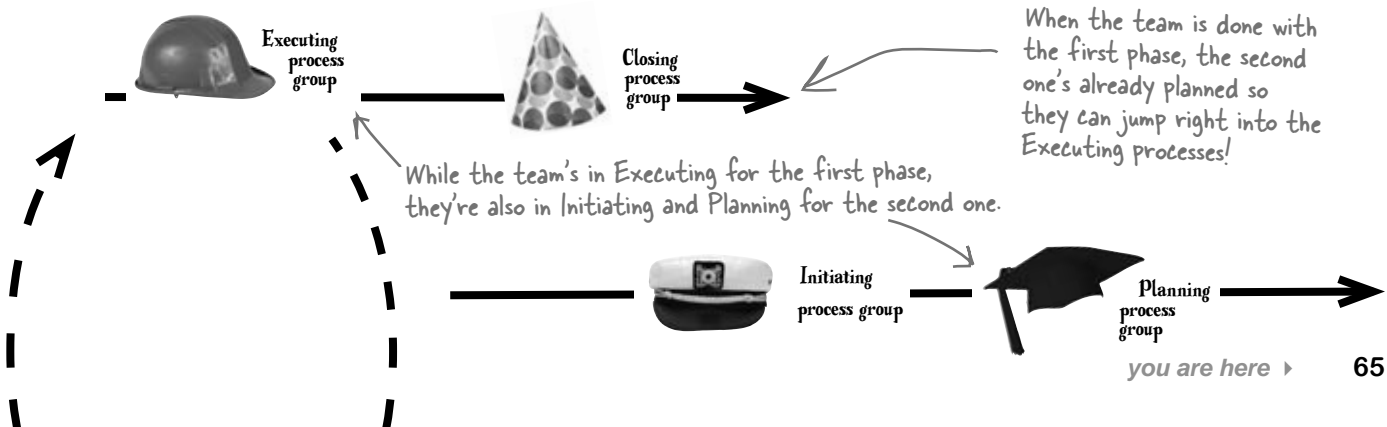 Executing
process
group
Closing
process
group
When the team is done with
the first phase, the second
one's already planned so
they can jump right into the
Executing processes!
While the team's in Executing for the first phase,
they're also in Initiating and Planning for the second one.
Initiating
process group
Planning
process
group
you are here ▸ 65